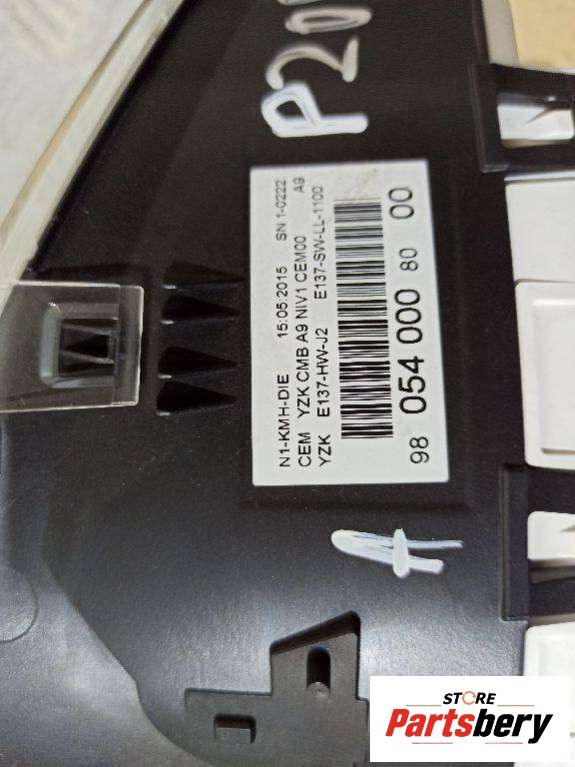 P20
N1-KMH-DIE 15:05:2015 SN 1-0222
CEM YZK CMB A9 NIV1 CEM00 A9
YZK E137-HW-J2 E137-SW-LL-1100
98 054 000 80 00
A
STORE
Partsbery